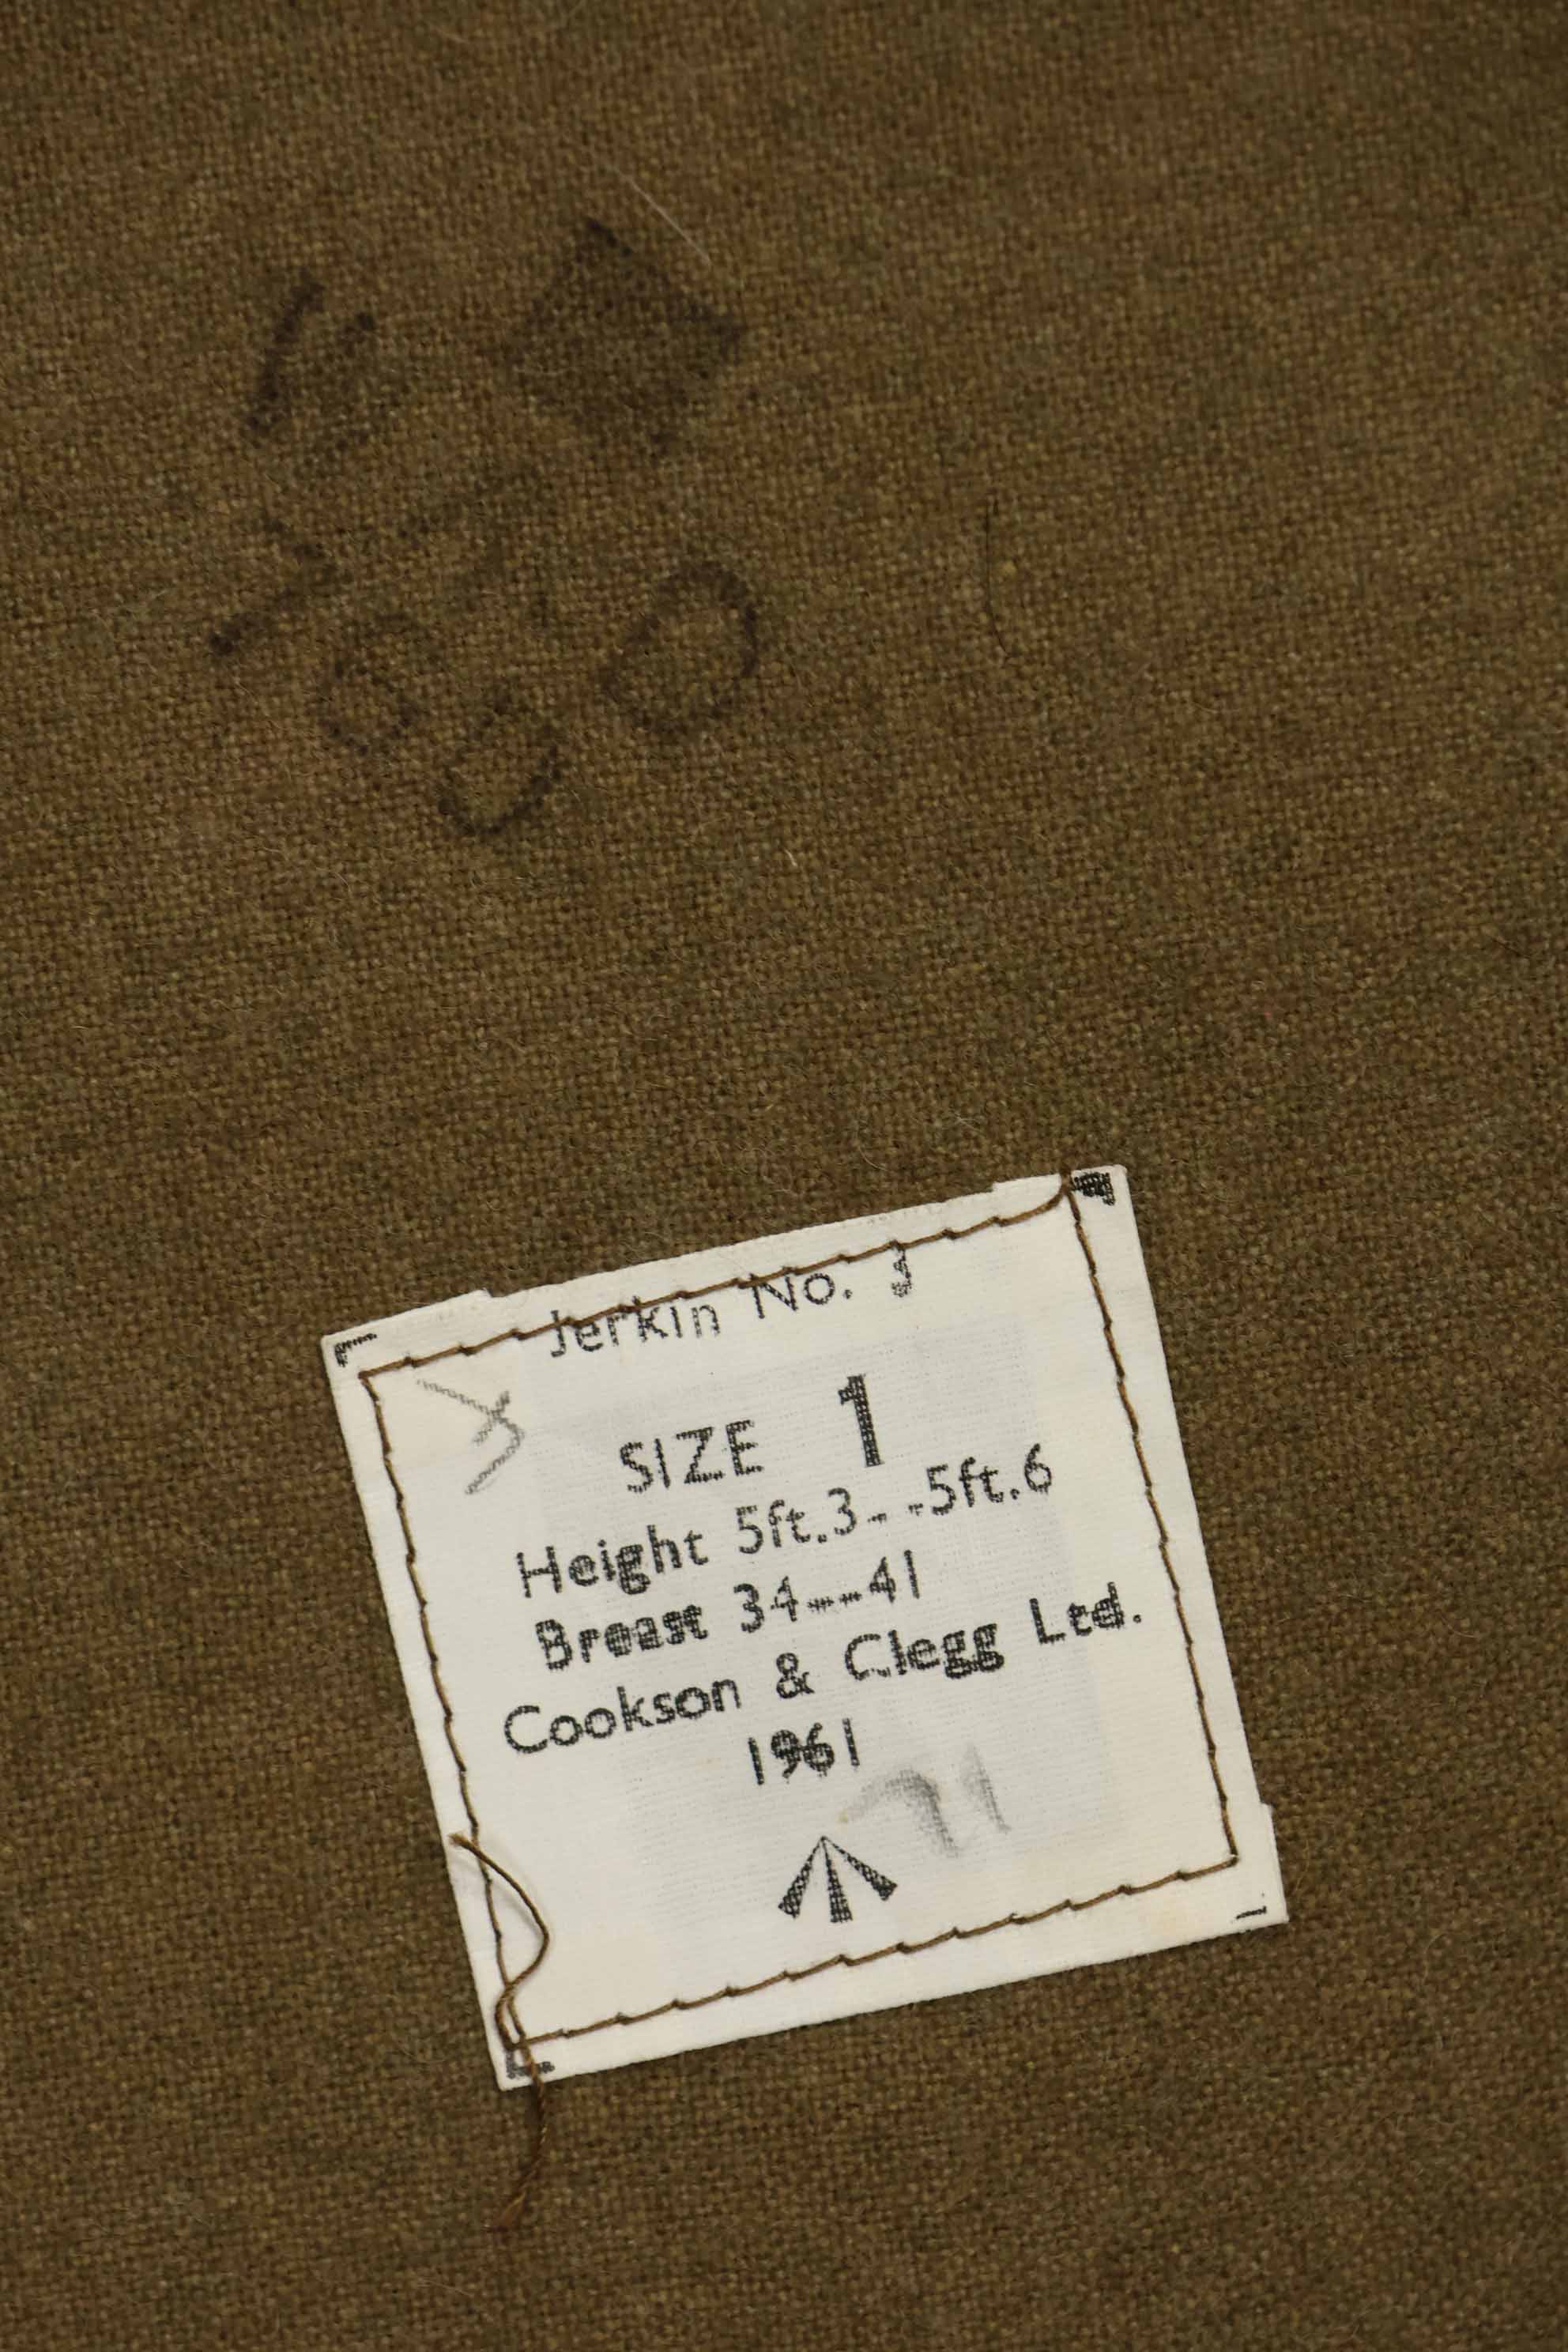 Jerkin No. 3
SIZE 1
Height 5ft.3--5ft.6
Breast 34--41
Cookson & Clegg Ltd.
1961